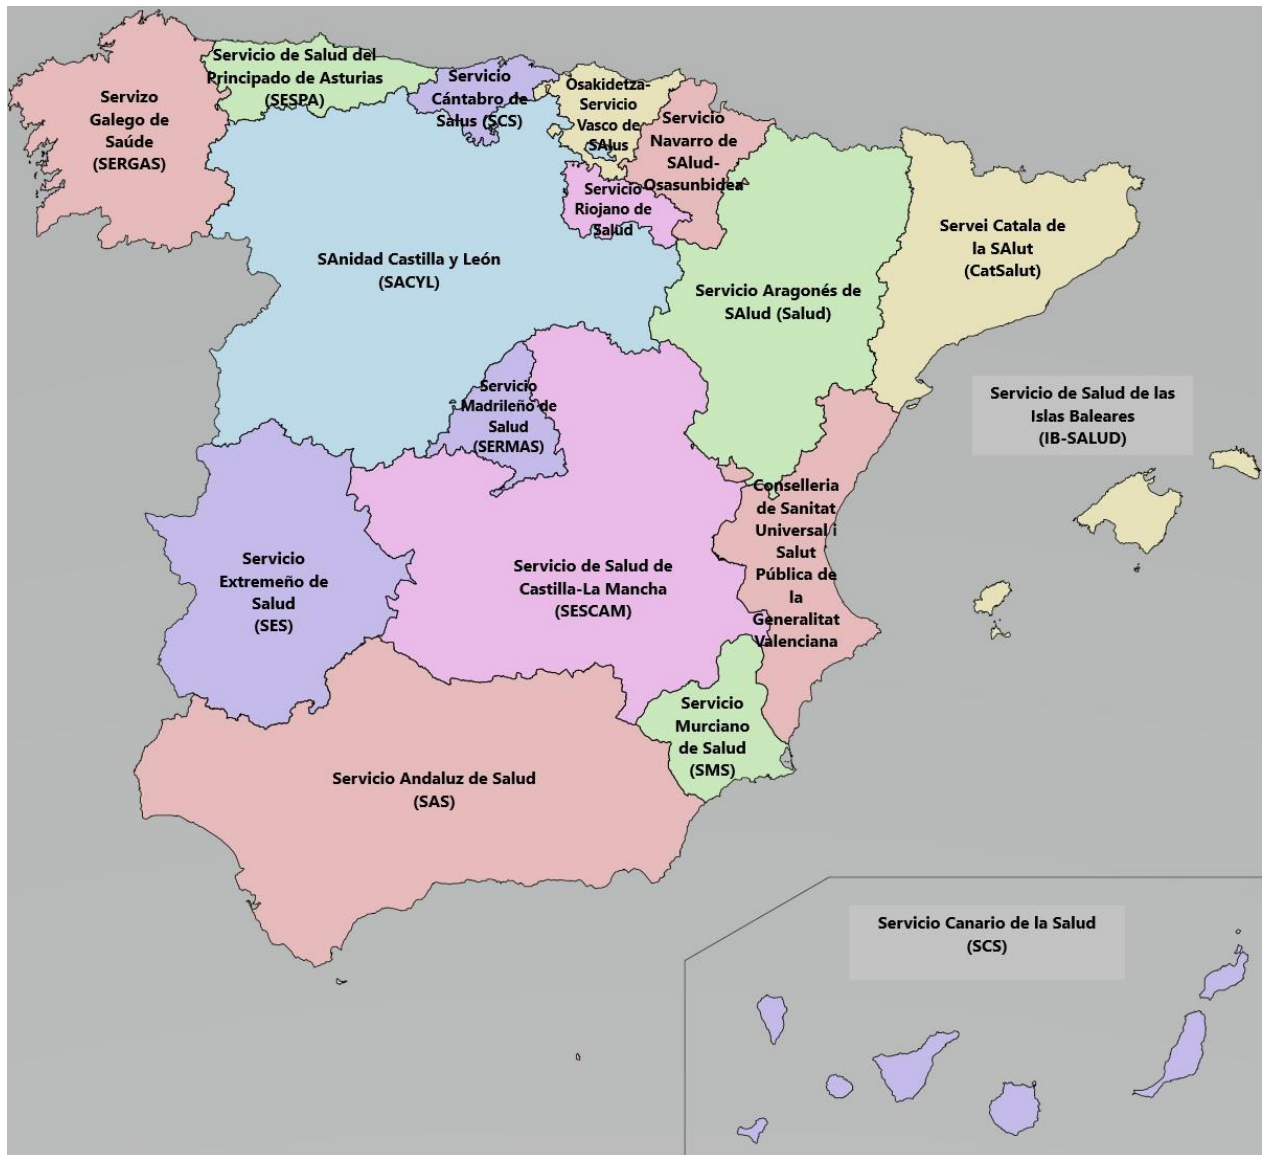 Servizo
Galego de
Saúde
(SERGAS)
Servicio de Salud del
Principado de Asturias
(SESPA)
Servicio
Cántabro de
Salus (SCS)
Osakidetza-
Servicio
Vasco de
SAlus
Servicio
Navarro de
SAlud-
Osasunbidea
Servicio
Riojano de
Salud
SAnidad Castilla y León
(SACYL)
Servicio Aragonés de
SAlud (Salud)
Servei Catala de
la SAlut
(CatSalut)
Servicio
Madrileño de
Salud
(SERMAS)
Servicio de Salud de las
Islas Baleares
(IB-SALUD)
Conselleria
de Sanitat
Universal i
Salut
Pública de
la
Generalitat
Valenciana
Servicio
Extremeño de
Salud
(SES)
Servicio de Salud de
Castilla-La Mancha
(SESCAM)
Servicio
Murciano
de Salud
(SMS)
Servicio Andaluz de Salud
(SAS)
Servicio Canario de la Salud
(SCS)